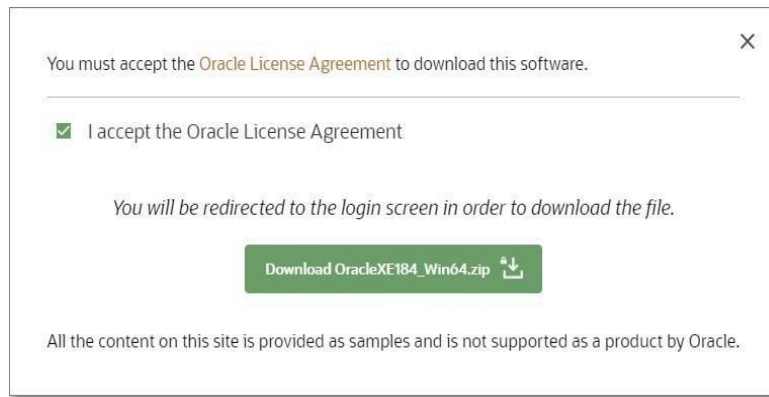 You must accept the Oracle License Agreement to download this software.
I accept the Oracle License Agreement
You will be redirected to the login screen in order to download the file.
Download OracleXE184_Win64.zip
All the content on this site is provided as samples and is not supported as a product by Oracle.